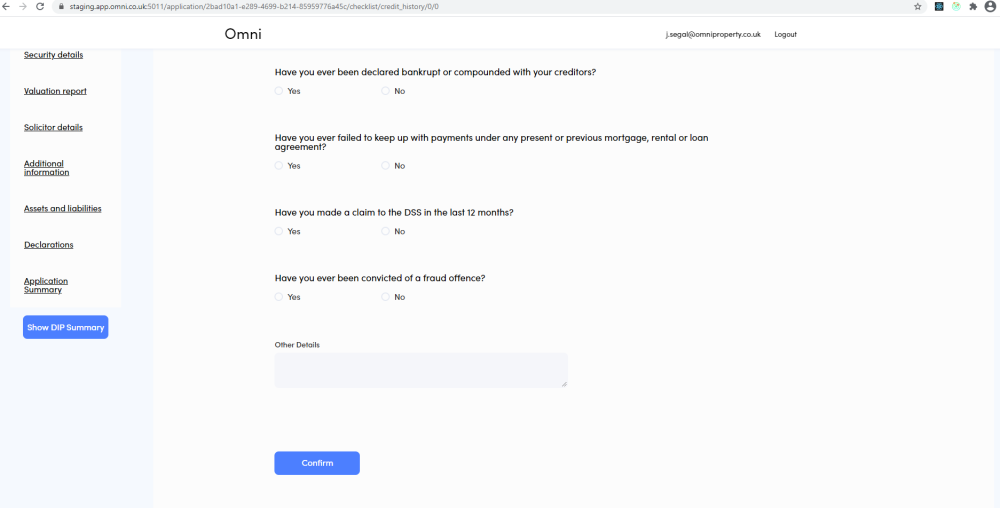 staging.app.omni.co.uk:5011/application/2bad10a1-e289-4699-b214-85959776a45c/checklist/credit_history/0/0
Omni
j.segal@omniproperty.co.uk Logout
Security details
Valuation report
Solicitor details
Additional
information
Assets and liabilities
Declarations
Application
Summary
Show DIP Summary
Have you ever been declared bankrupt or compounded with your creditors?
Yes No
Have you ever failed to keep up with payments under any present or previous mortgage, rental or loan
agreement?
Yes No
Have you made a claim to the DSS in the last 12 months?
Yes No
Have you ever been convicted of a fraud offence?
Yes No
Other Details
Confirm